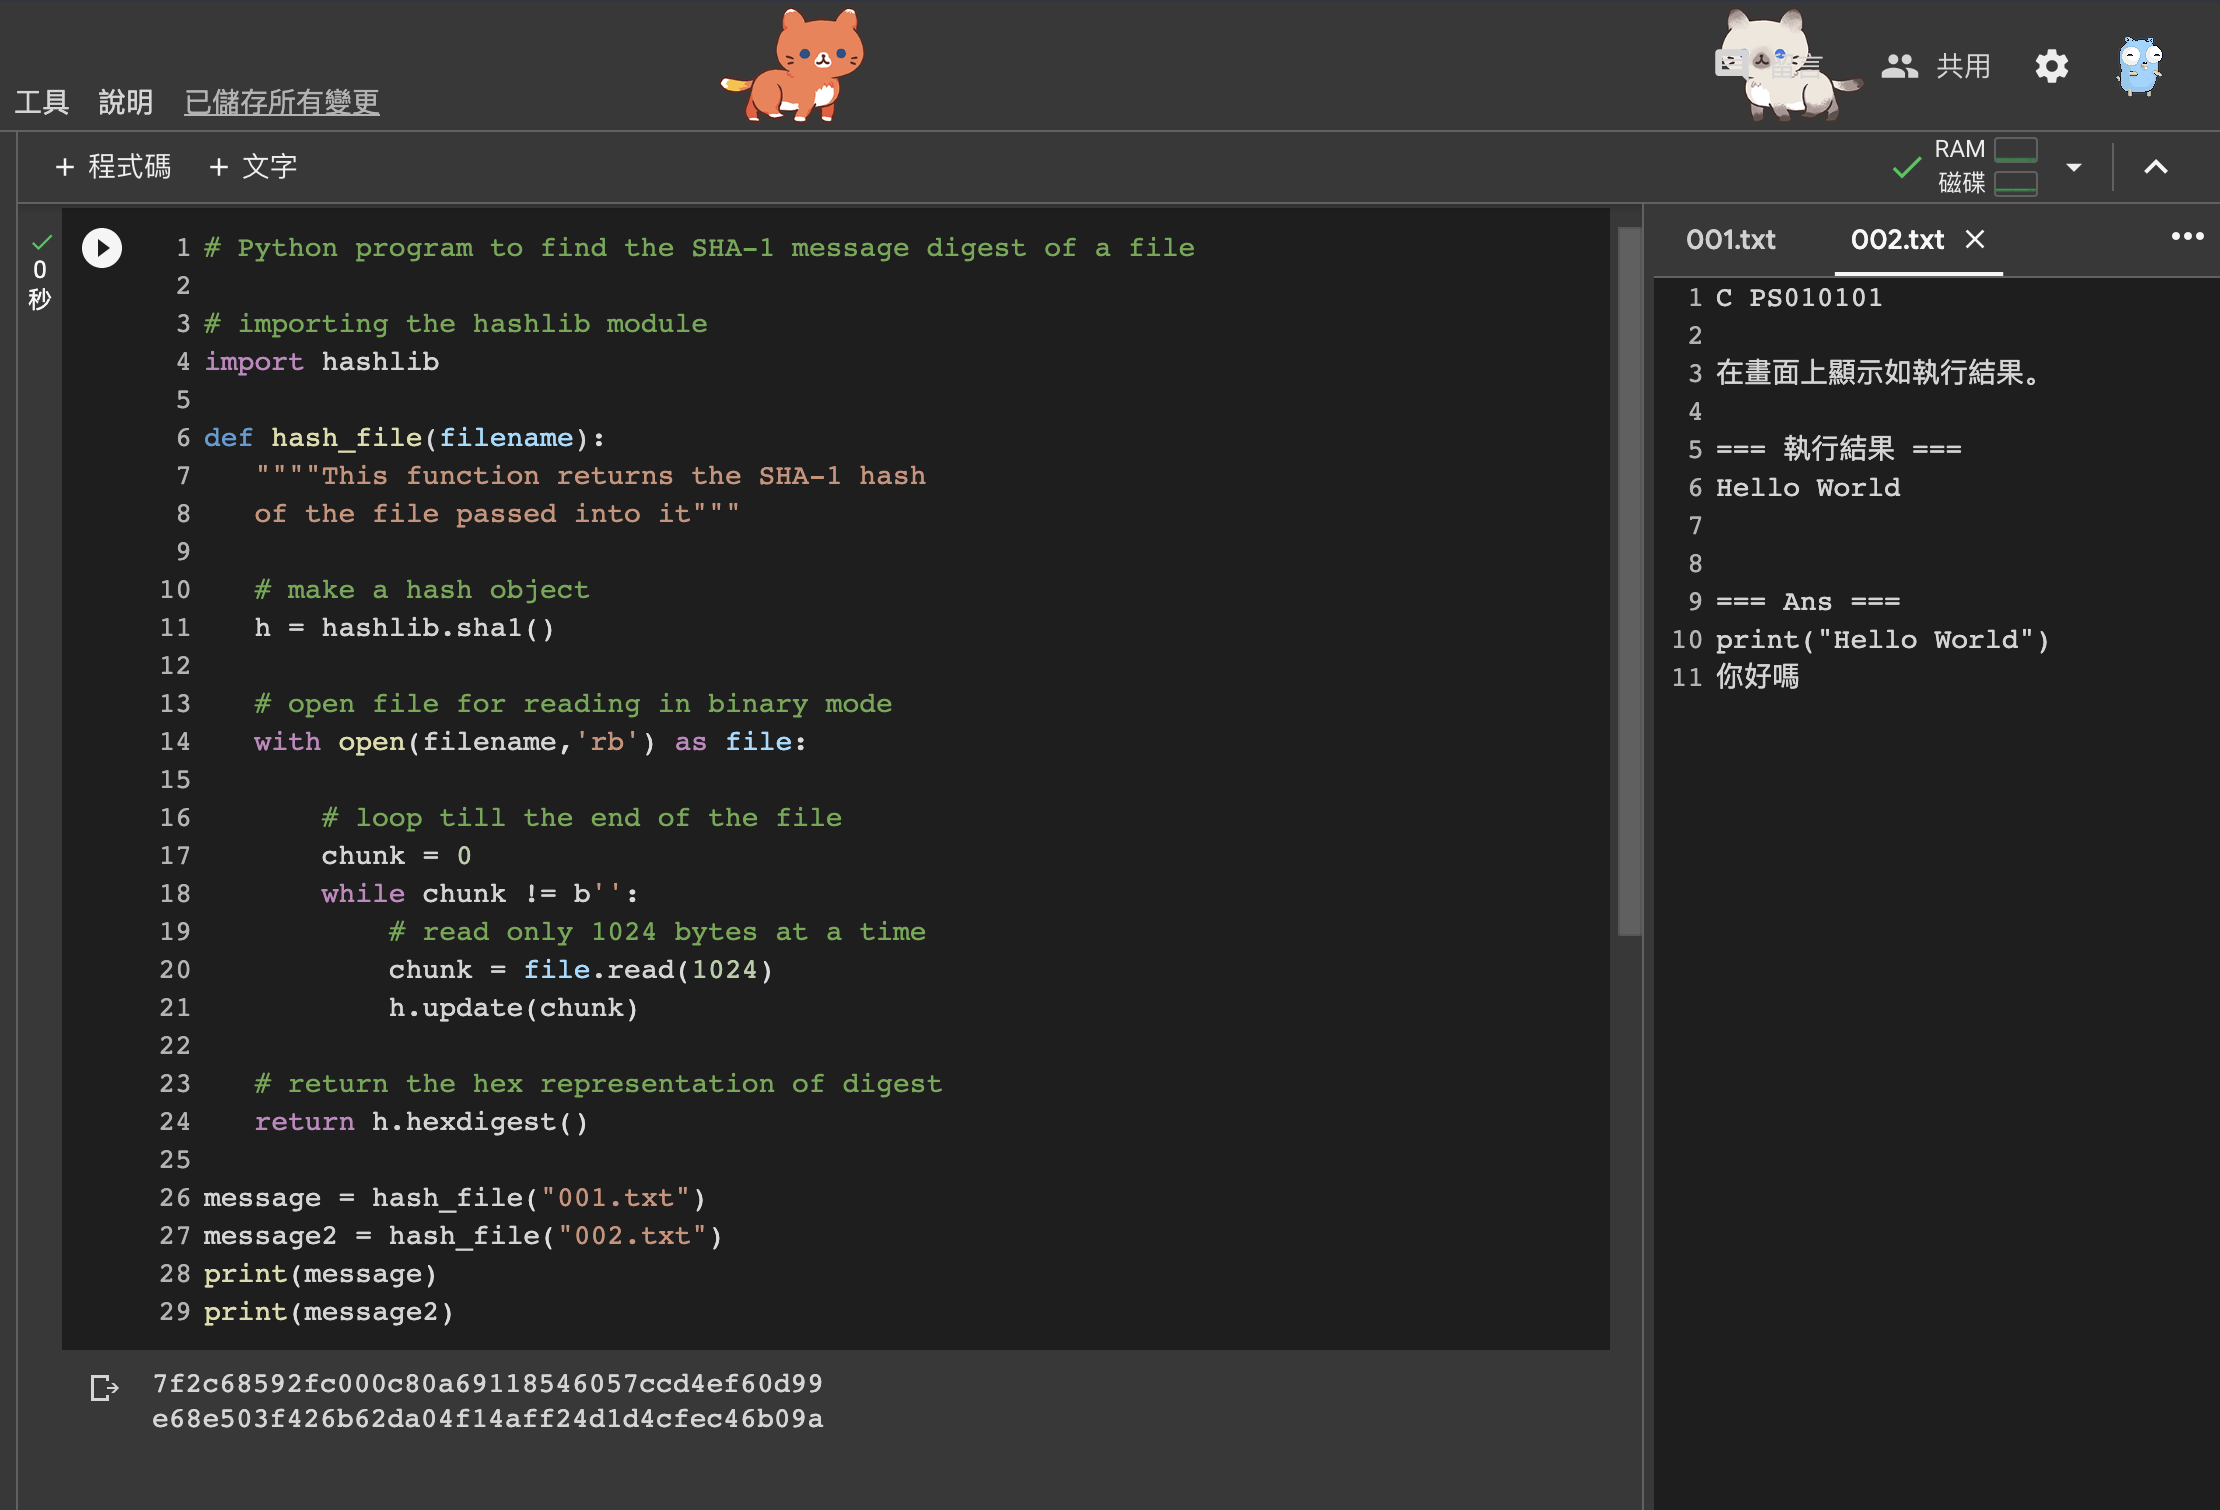 工具 說明 已儲存所有變更
共用
+ 程式碼 + 文字
RAM
磁碟
0
秒
1 # Python program to find the SHA-1 message digest of a file
2
3 # importing the hashlib module
4 import hashlib
5
6 def hash_file(filename):
7    """"This function returns the SHA-1 hash
8    of the file passed into it"""
9
10    # make a hash object
11    h = hashlib.sha1()
12
13    # open file for reading in binary mode
14    with open(filename,'rb') as file:
15
16        # loop till the end of the file
17        chunk = 0
18        while chunk != b'':
19            # read only 1024 bytes at a time
20            chunk = file.read(1024)
21            h.update(chunk)
22
23    # return the hex representation of digest
24    return h.hexdigest()
25
26 message = hash_file("001.txt")
27 message2 = hash_file("002.txt")
28 print(message)
29 print(message2)
7f2c68592fc000c80a69118546057ccd4ef60d99
e68e503f426b62da04f14aff24d1d4cfec46b09a
001.txt 002.txt
1 C PS010101
2
3 在畫面上顯示如執行結果。
4
5 === 執行結果 ===
6 Hello World
7
8
9 === Ans ===
10 print("Hello World")
11 你好嗎